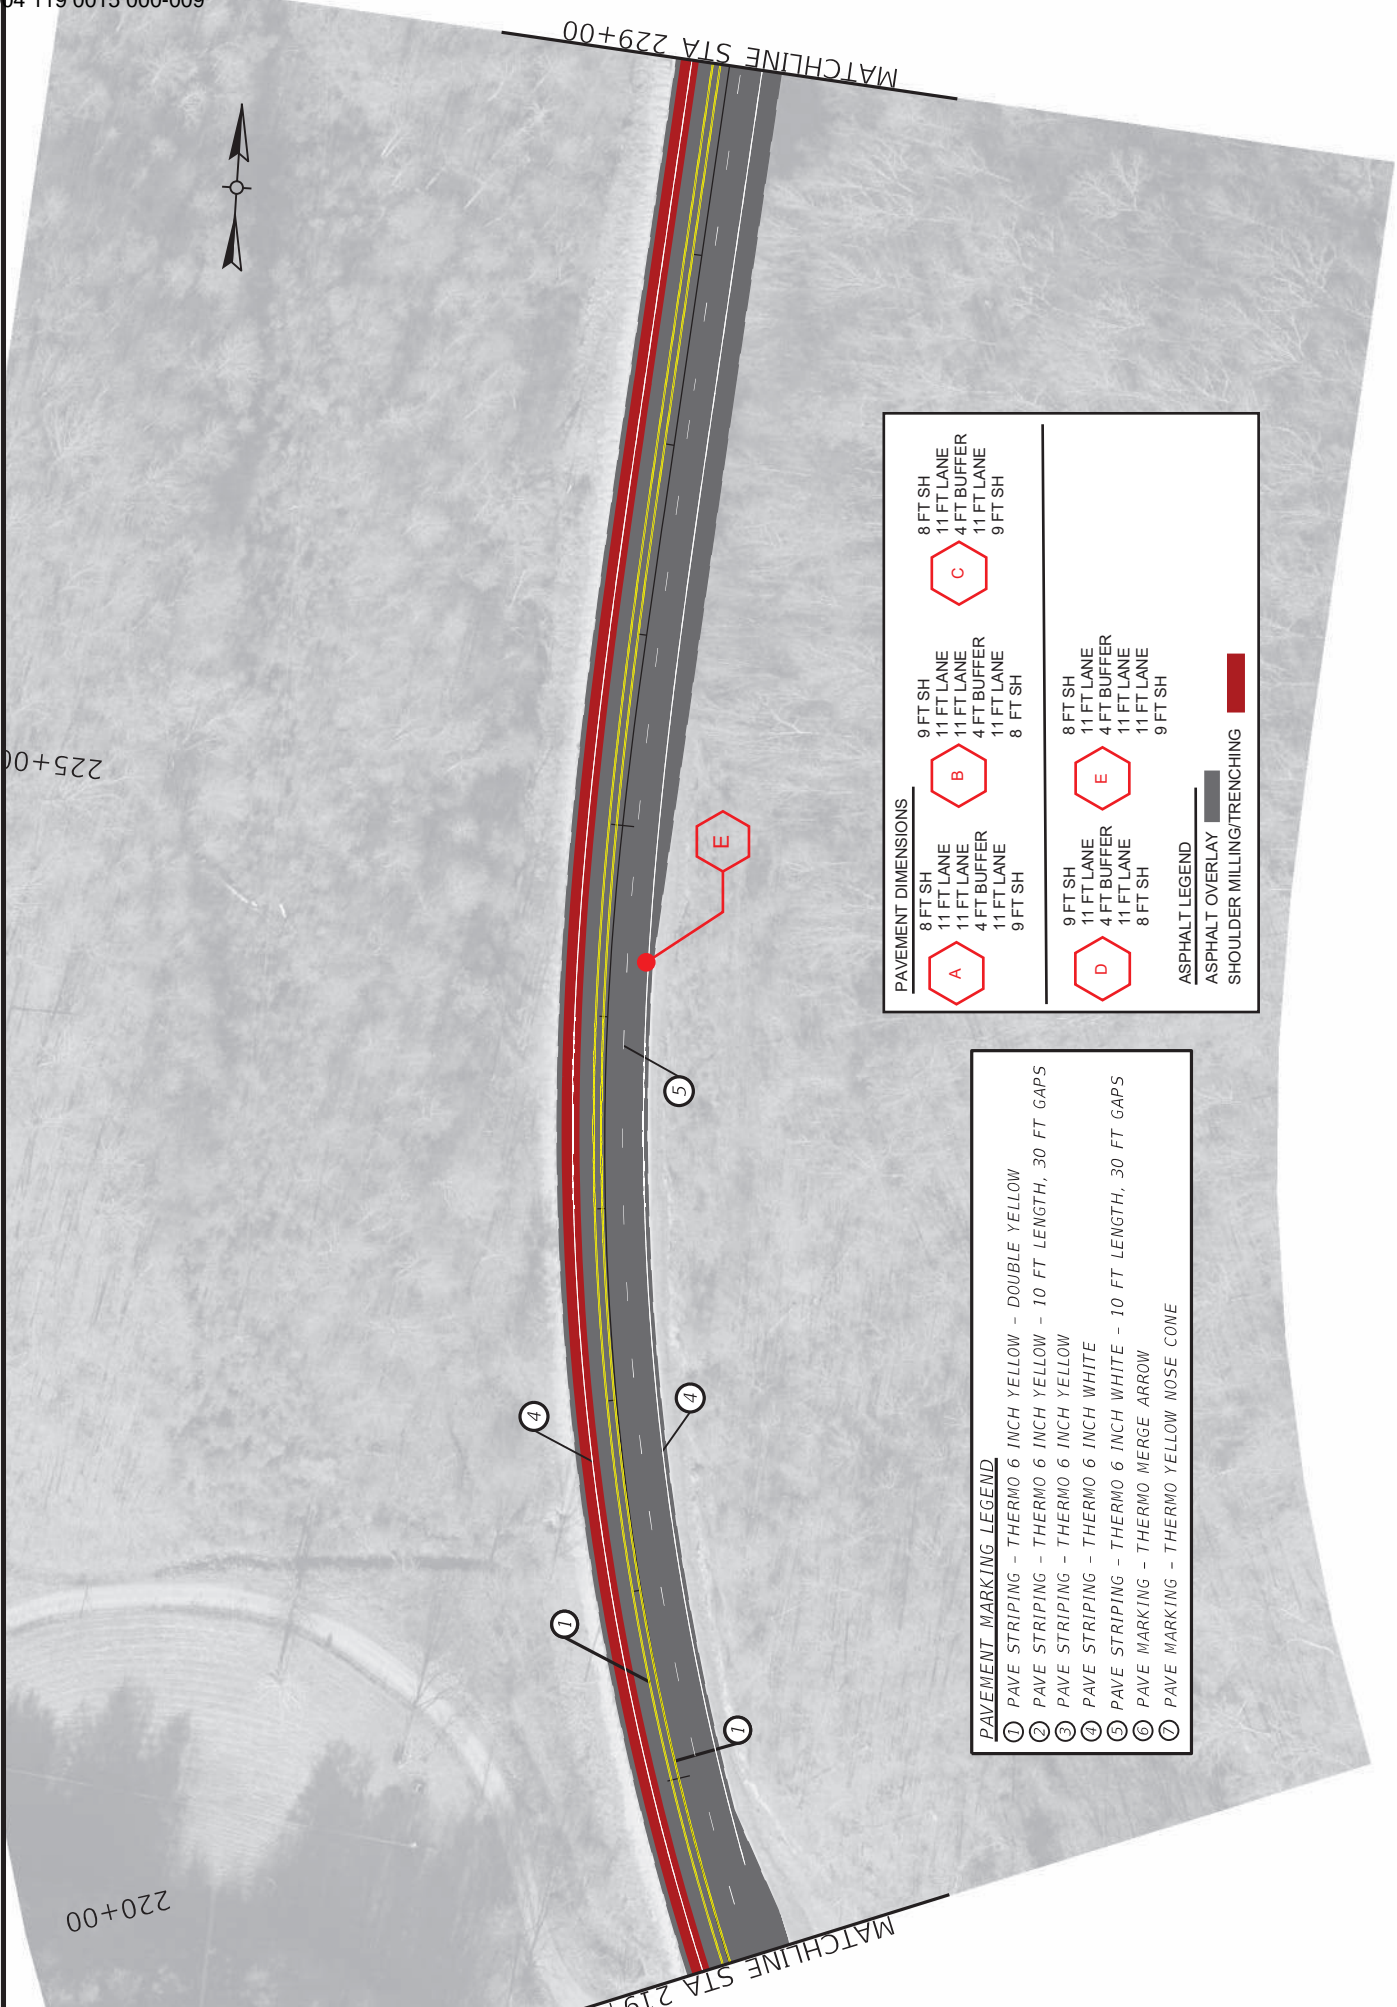 04 119 0015 000-009
MATCHLINE STA 229+00
225+00
220+00
MATCHLINE STA 219+
E
5
4
4
1
1
PAVEMENT DIMENSIONS
A
8 FT SH
11 FT LANE
11 FT LANE
4 FT BUFFER
11 FT LANE
9 FT SH
B
9 FT SH
11 FT LANE
11 FT LANE
4 FT BUFFER
11 FT LANE
8 FT SH
C
8 FT SH
11 FT LANE
4 FT BUFFER
11 FT LANE
9 FT SH
D
9 FT SH
11 FT LANE
4 FT BUFFER
11 FT LANE
8 FT SH
E
8 FT SH
11 FT LANE
4 FT BUFFER
11 FT LANE
11 FT LANE
9 FT SH
ASPHALT LEGEND
ASPHALT OVERLAY
SHOULDER MILLING/TRENCHING
PAVEMENT MARKING LEGEND
1 PAVE STRIPING - THERMO 6 INCH YELLOW - DOUBLE YELLOW
2 PAVE STRIPING - THERMO 6 INCH YELLOW - 10 FT LENGTH, 30 FT GAPS
3 PAVE STRIPING - THERMO 6 INCH YELLOW
4 PAVE STRIPING - THERMO 6 INCH WHITE
5 PAVE STRIPING - THERMO 6 INCH WHITE - 10 FT LENGTH, 30 FT GAPS
6 PAVE MARKING - THERMO MERGE ARROW
7 PAVE MARKING - THERMO YELLOW NOSE CONE